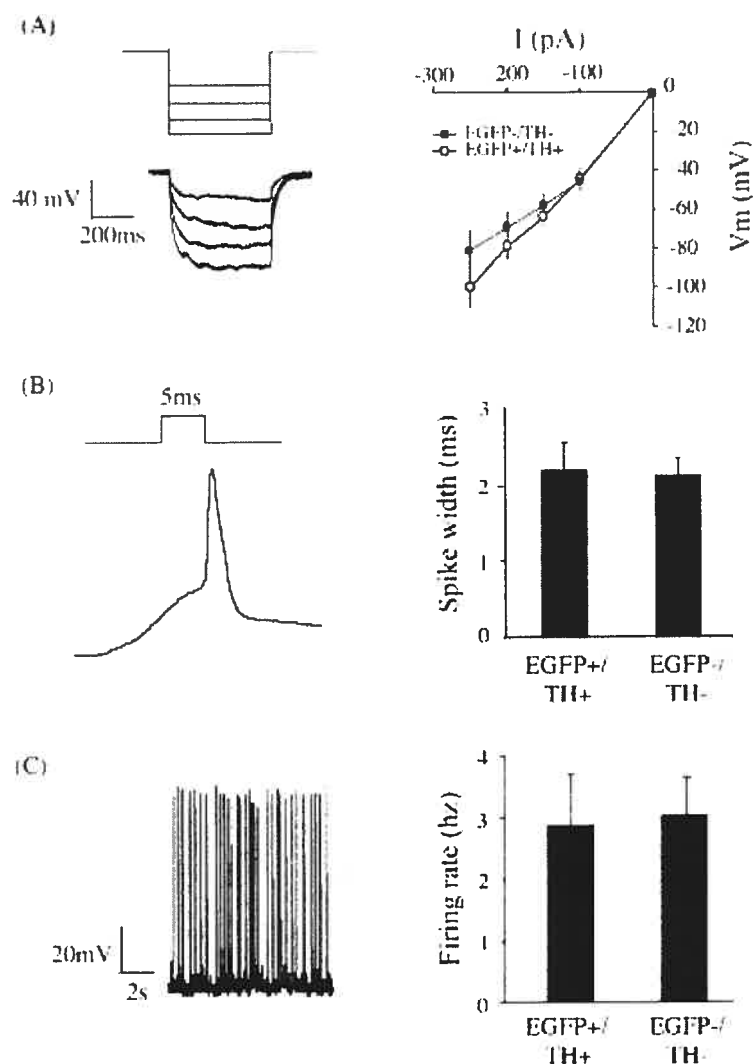 (A)
40 mV
200ms
I (pA)
-300 200 -100
EGFP-/TH-
EGFP+/TH+
0
-20
-40
-60
-80
-100
-120
Vm (mV)
(B)
5ms
Spike width (ms)
3
2
1
0
EGFP+/
TH+
EGFP-/
TH-
(C)
20mV
2s
Firing rate (hz)
4
3
2
1
0
EGFP+/
TH+
EGFP-/
TH-